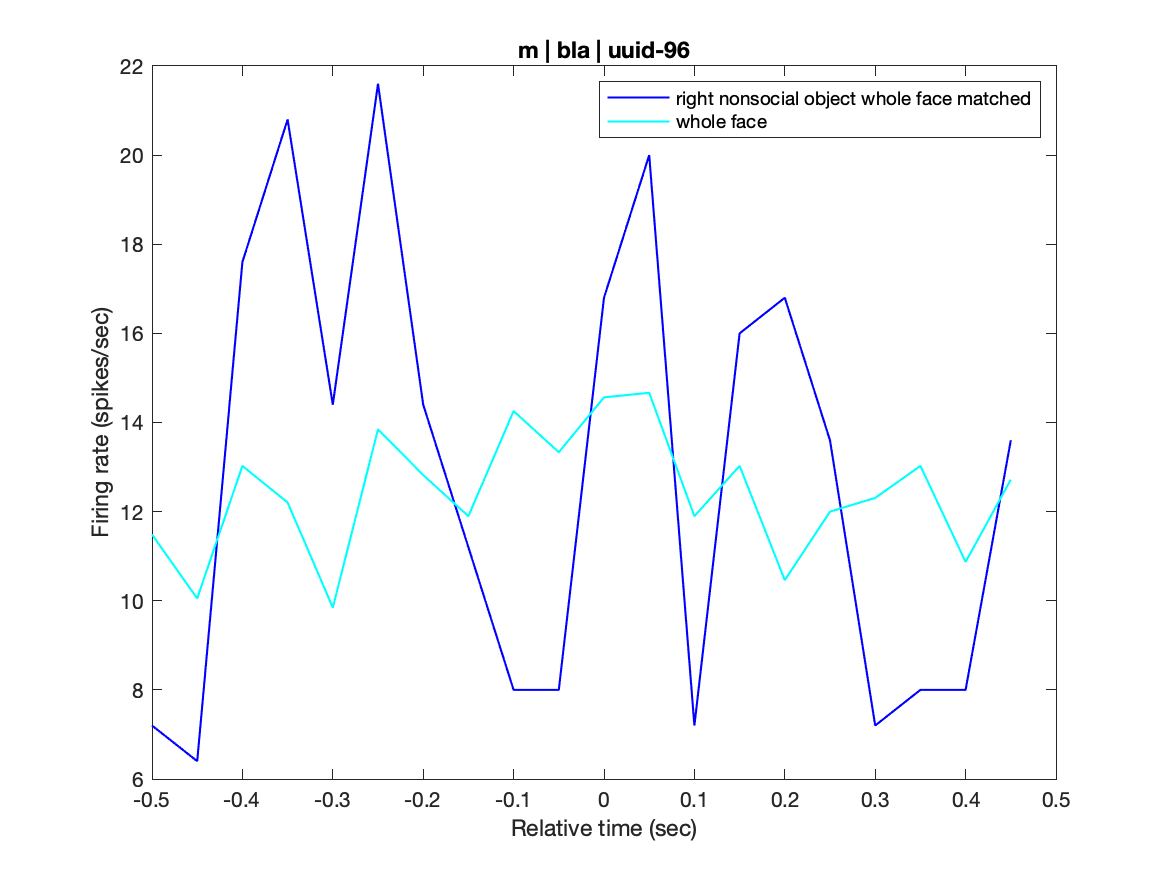 m | bla | uuid-96
right nonsocial object whole face matched
whole face
Firing rate (spikes/sec)
22
20
18
16
14
12
10
8
6
-0.5 -0.4 -0.3 -0.2 -0.1 0 0.1 0.2 0.3 0.4 0.5
Relative time (sec)